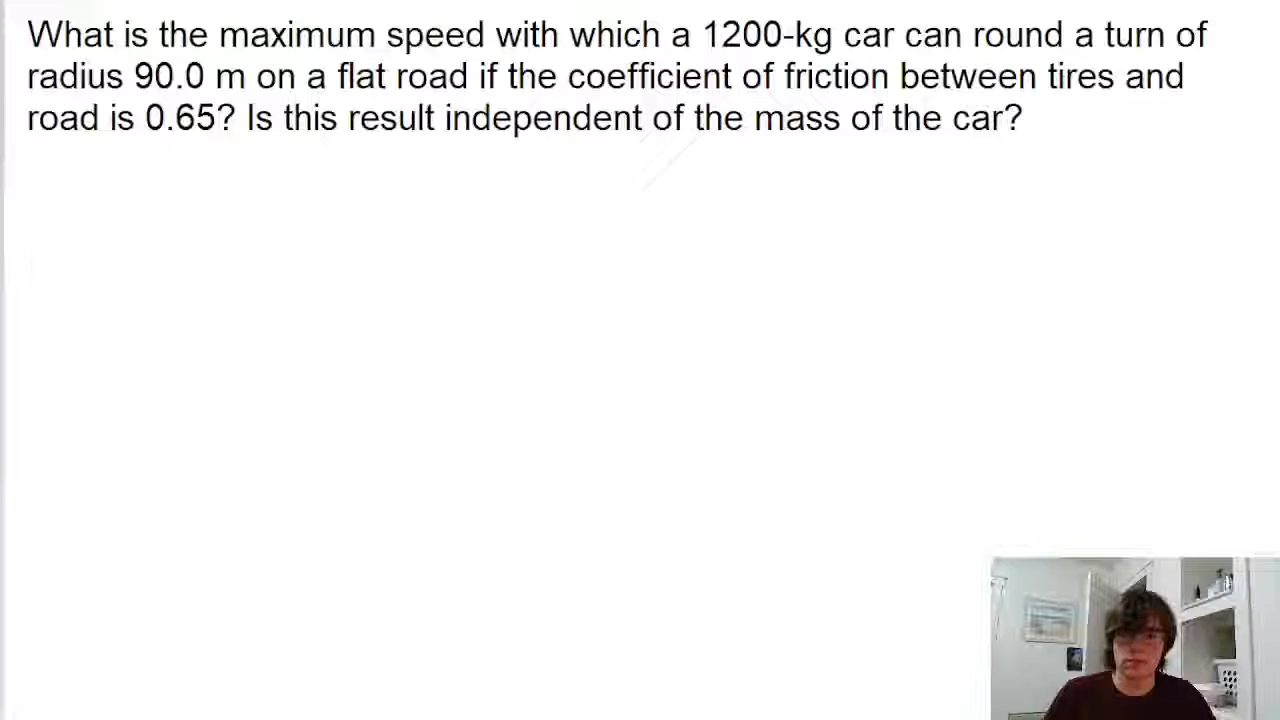 What is the maximum speed with which a 1200-kg car can round a turn of
radius 90.0 m on a flat road if the coefficient of friction between tires and
road is 0.65? Is this result independent of the mass of the car?